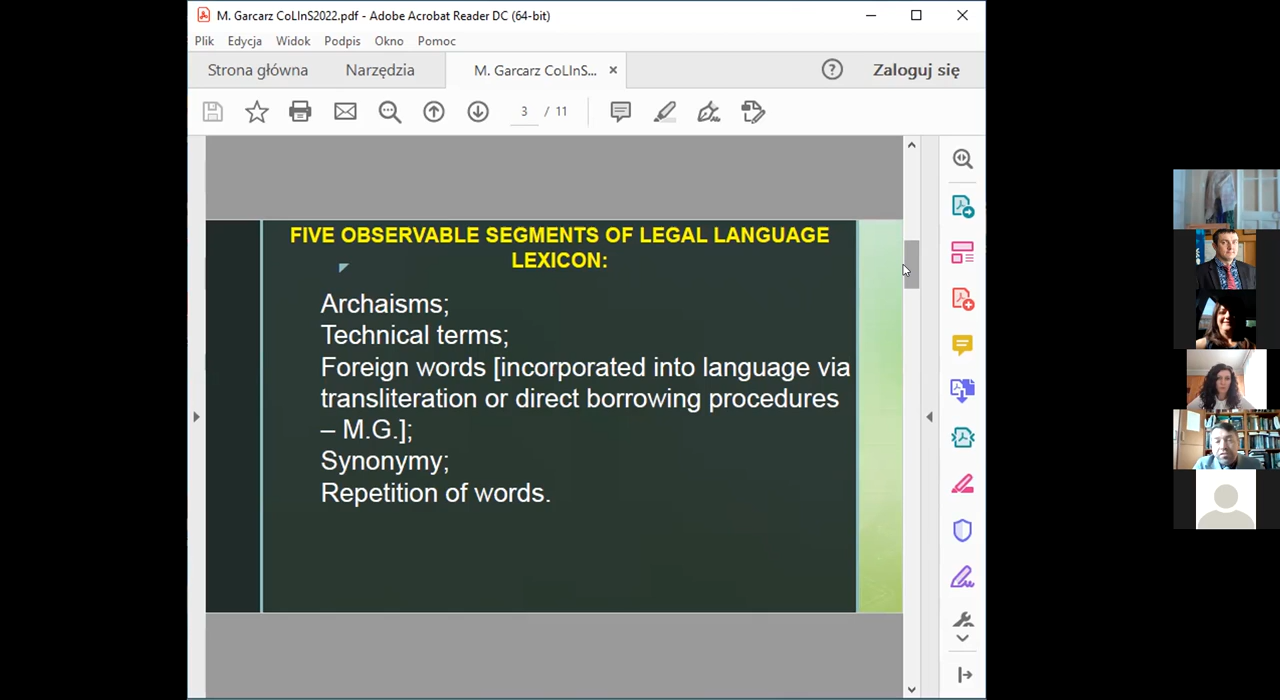 M. Garcarz CoLInS2022.pdf - Adobe Acrobat Reader DC (64-bit)
Plik Edycja Widok Podpis Okno Pomoc
Strona główna Narzędzia M. Garcarz CoLInS... Zaloguj się
3 / 11
FIVE OBSERVABLE SEGMENTS OF LEGAL LANGUAGE
LEXICON:
Archaisms;
Technical terms;
Foreign words [incorporated into language via
transliteration or direct borrowing procedures
– M.G.];
Synonymy;
Repetition of words.